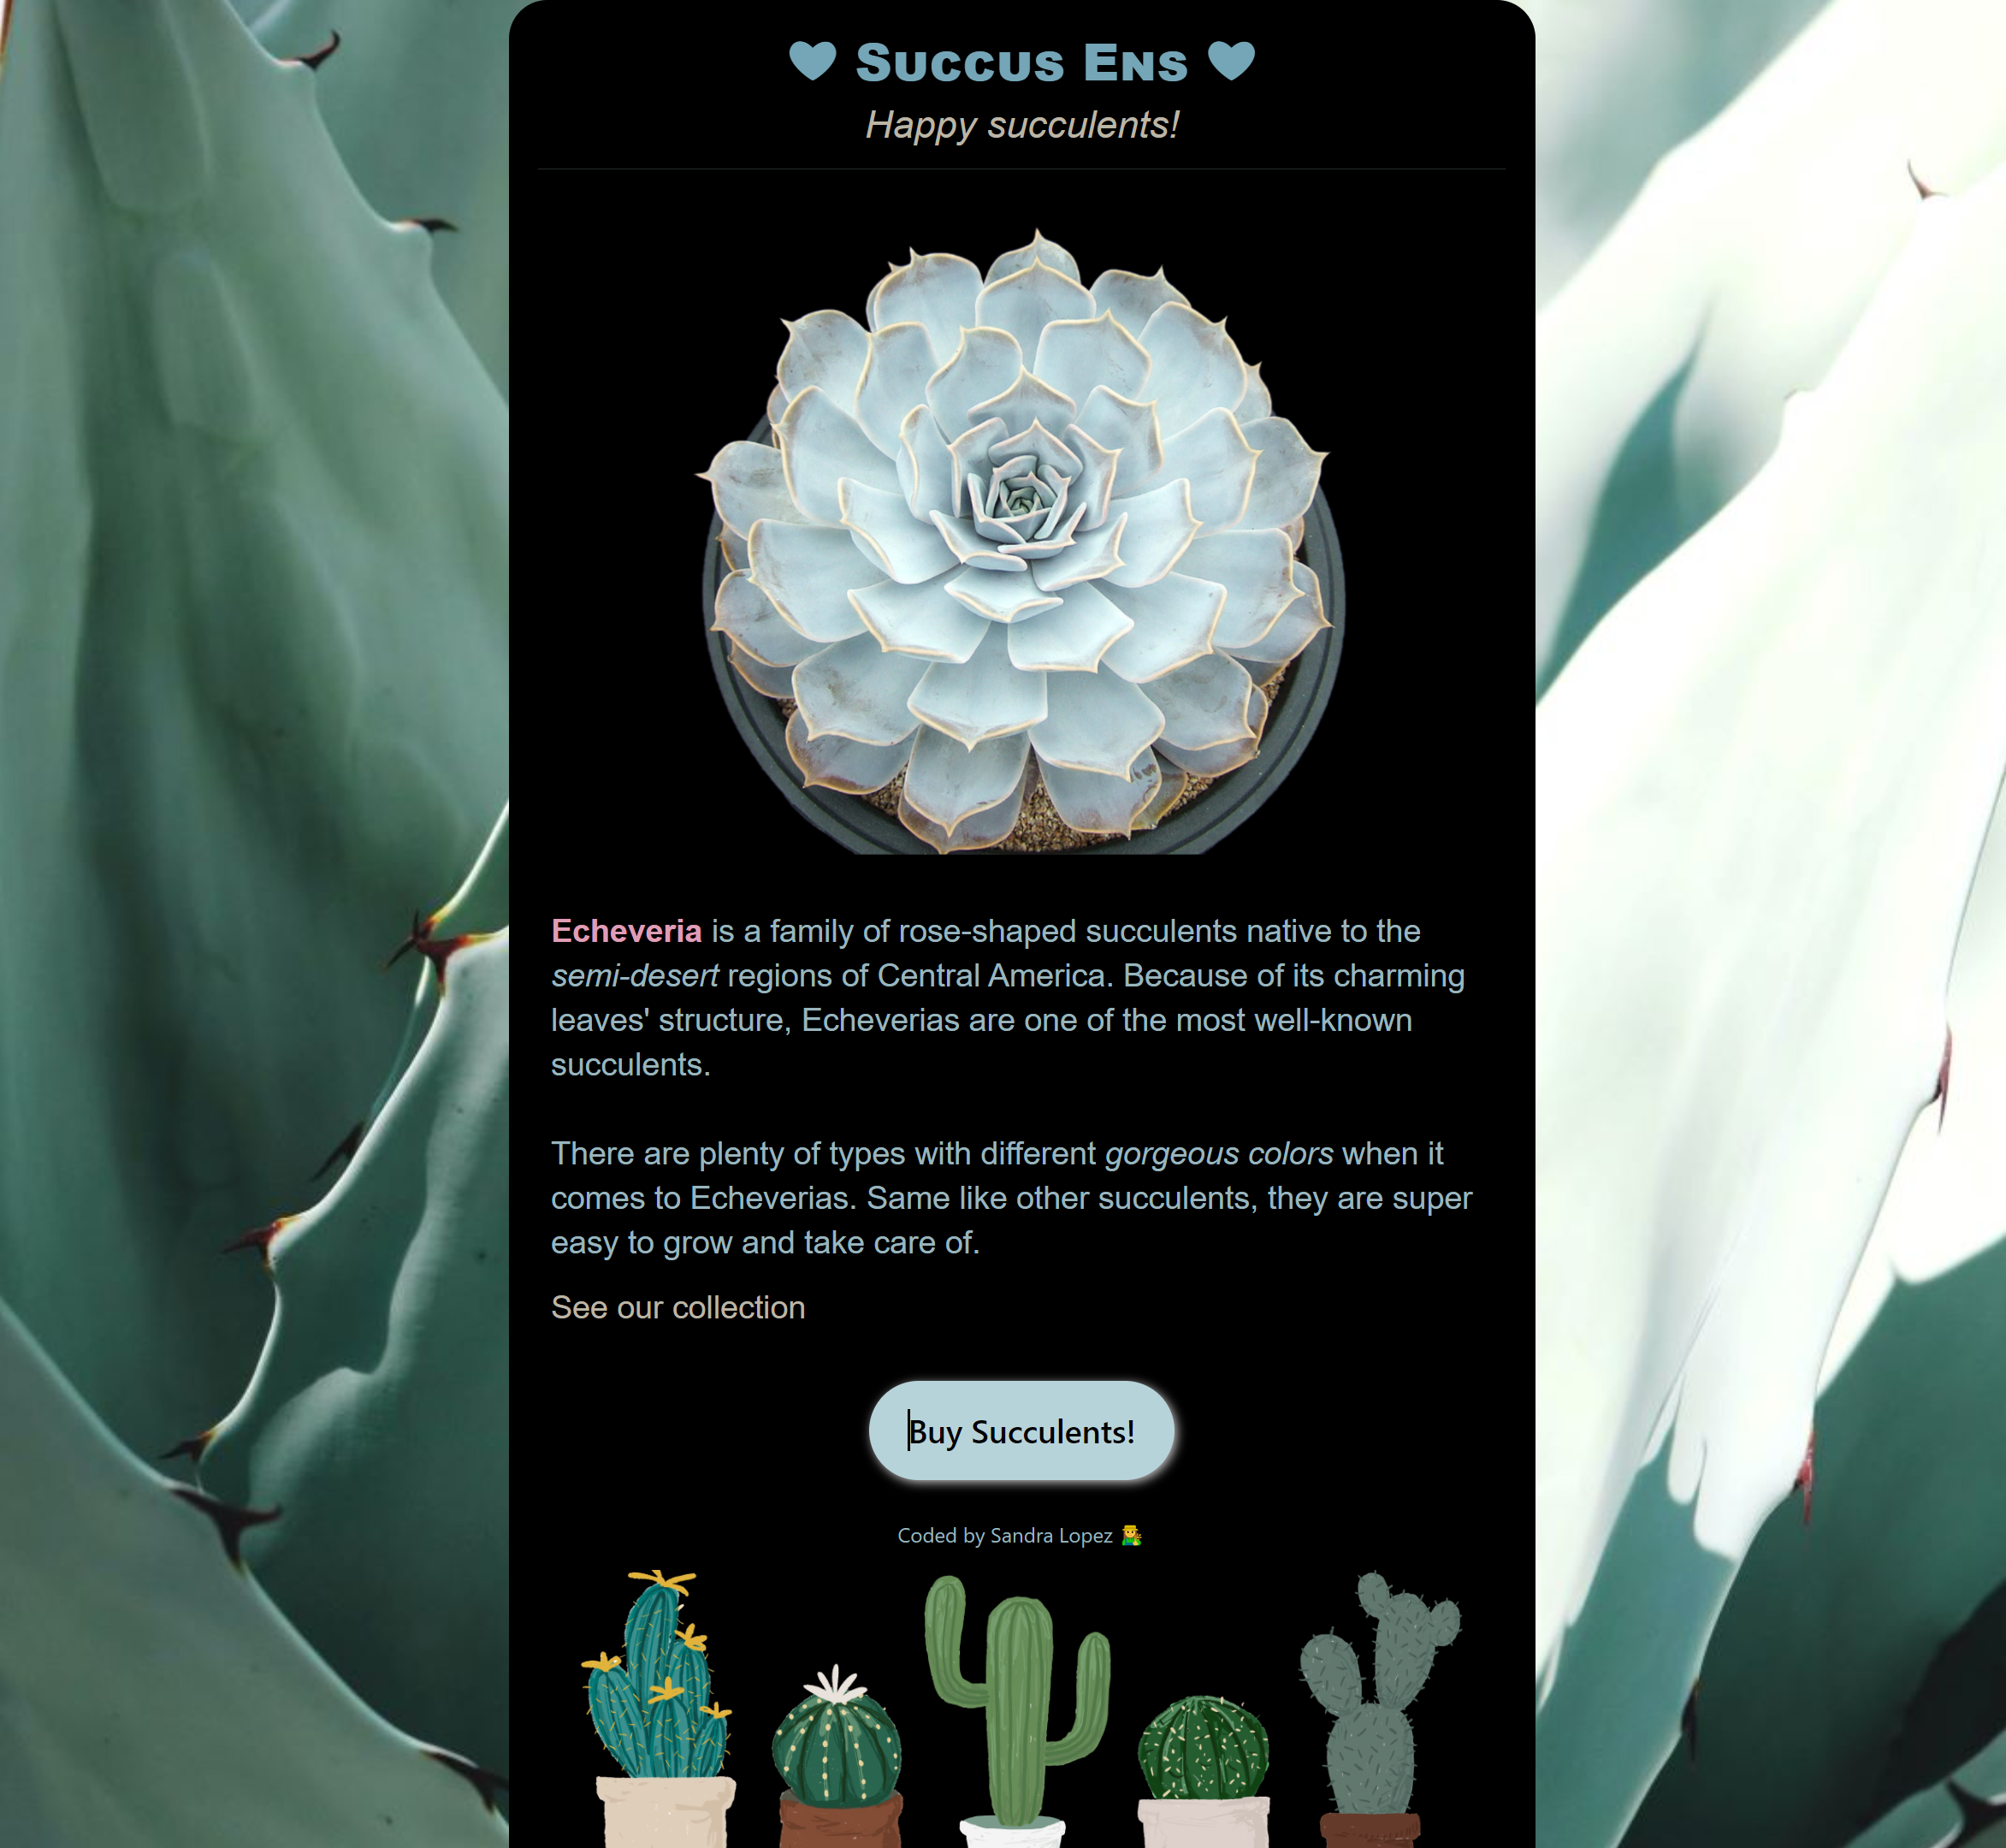 Succus Ens
Happy succulents!
Echeveria is a family of rose-shaped succulents native to the
semi-desert regions of Central America. Because of its charming
leaves' structure, Echeverias are one of the most well-known
succulents.
There are plenty of types with different gorgeous colors when it
comes to Echeverias. Same like other succulents, they are super
easy to grow and take care of.
See our collection
Buy Succulents!
Coded by Sandra Lopez